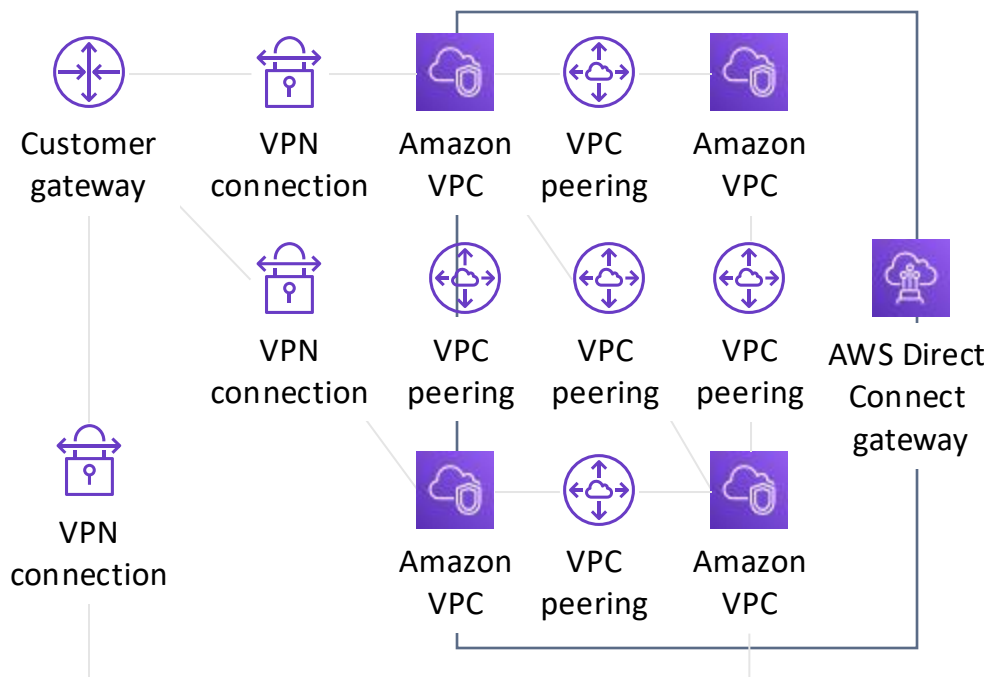 Customer
gateway
VPN
connection
Amazon
VPC
VPC
peering
Amazon
VPC
VPN
connection
VPC
peering
VPC
peering
VPC
peering
AWS Direct
Connect
gateway
VPN
connection
Amazon
VPC
VPC
peering
Amazon
VPC